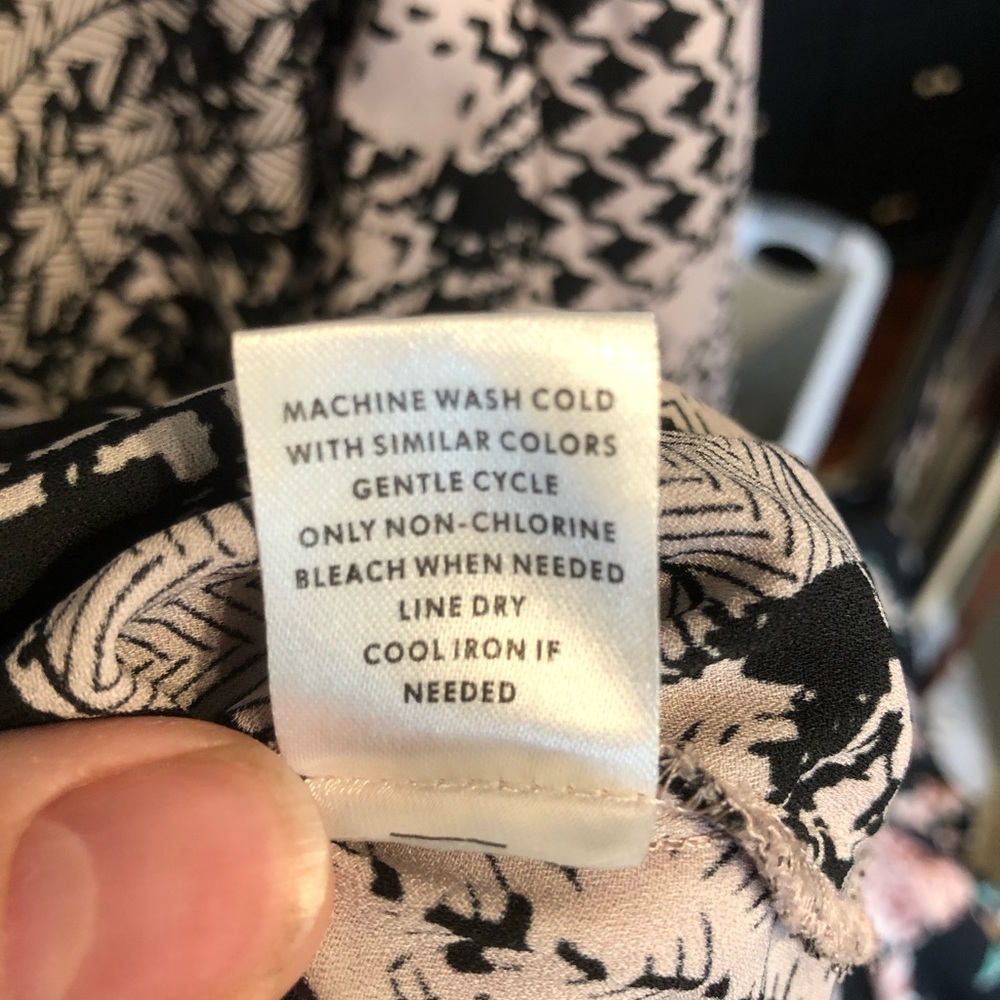 MACHINE WASH COLD
WITH SIMILAR COLORS
GENTLE CYCLE
ONLY NON-CHLORINE
BLEACH WHEN NEEDED
LINE DRY
COOL IRON IF
NEEDED